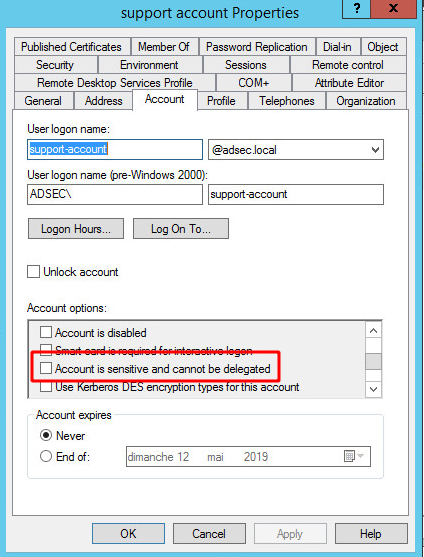 support account Properties
?
X
Published Certificates Member Of Password Replication Dial-in Object
Security Environment Sessions Remote control
Remote Desktop Services Profile COM+ Attribute Editor
General Address Account Profile Telephones Organization
User logon name:
support-account @adsec.local
User logon name (pre-Windows 2000):
ADSEC\ support-account
Logon Hours... Log On To...
Unlock account
Account options:
Account is disabled
Smart card is required for interactive logon
Account is sensitive and cannot be delegated
Use Kerberos DES encryption types for this account
Account expires
Never
End of: dimanche 12 mai 2019
OK Cancel Apply Help